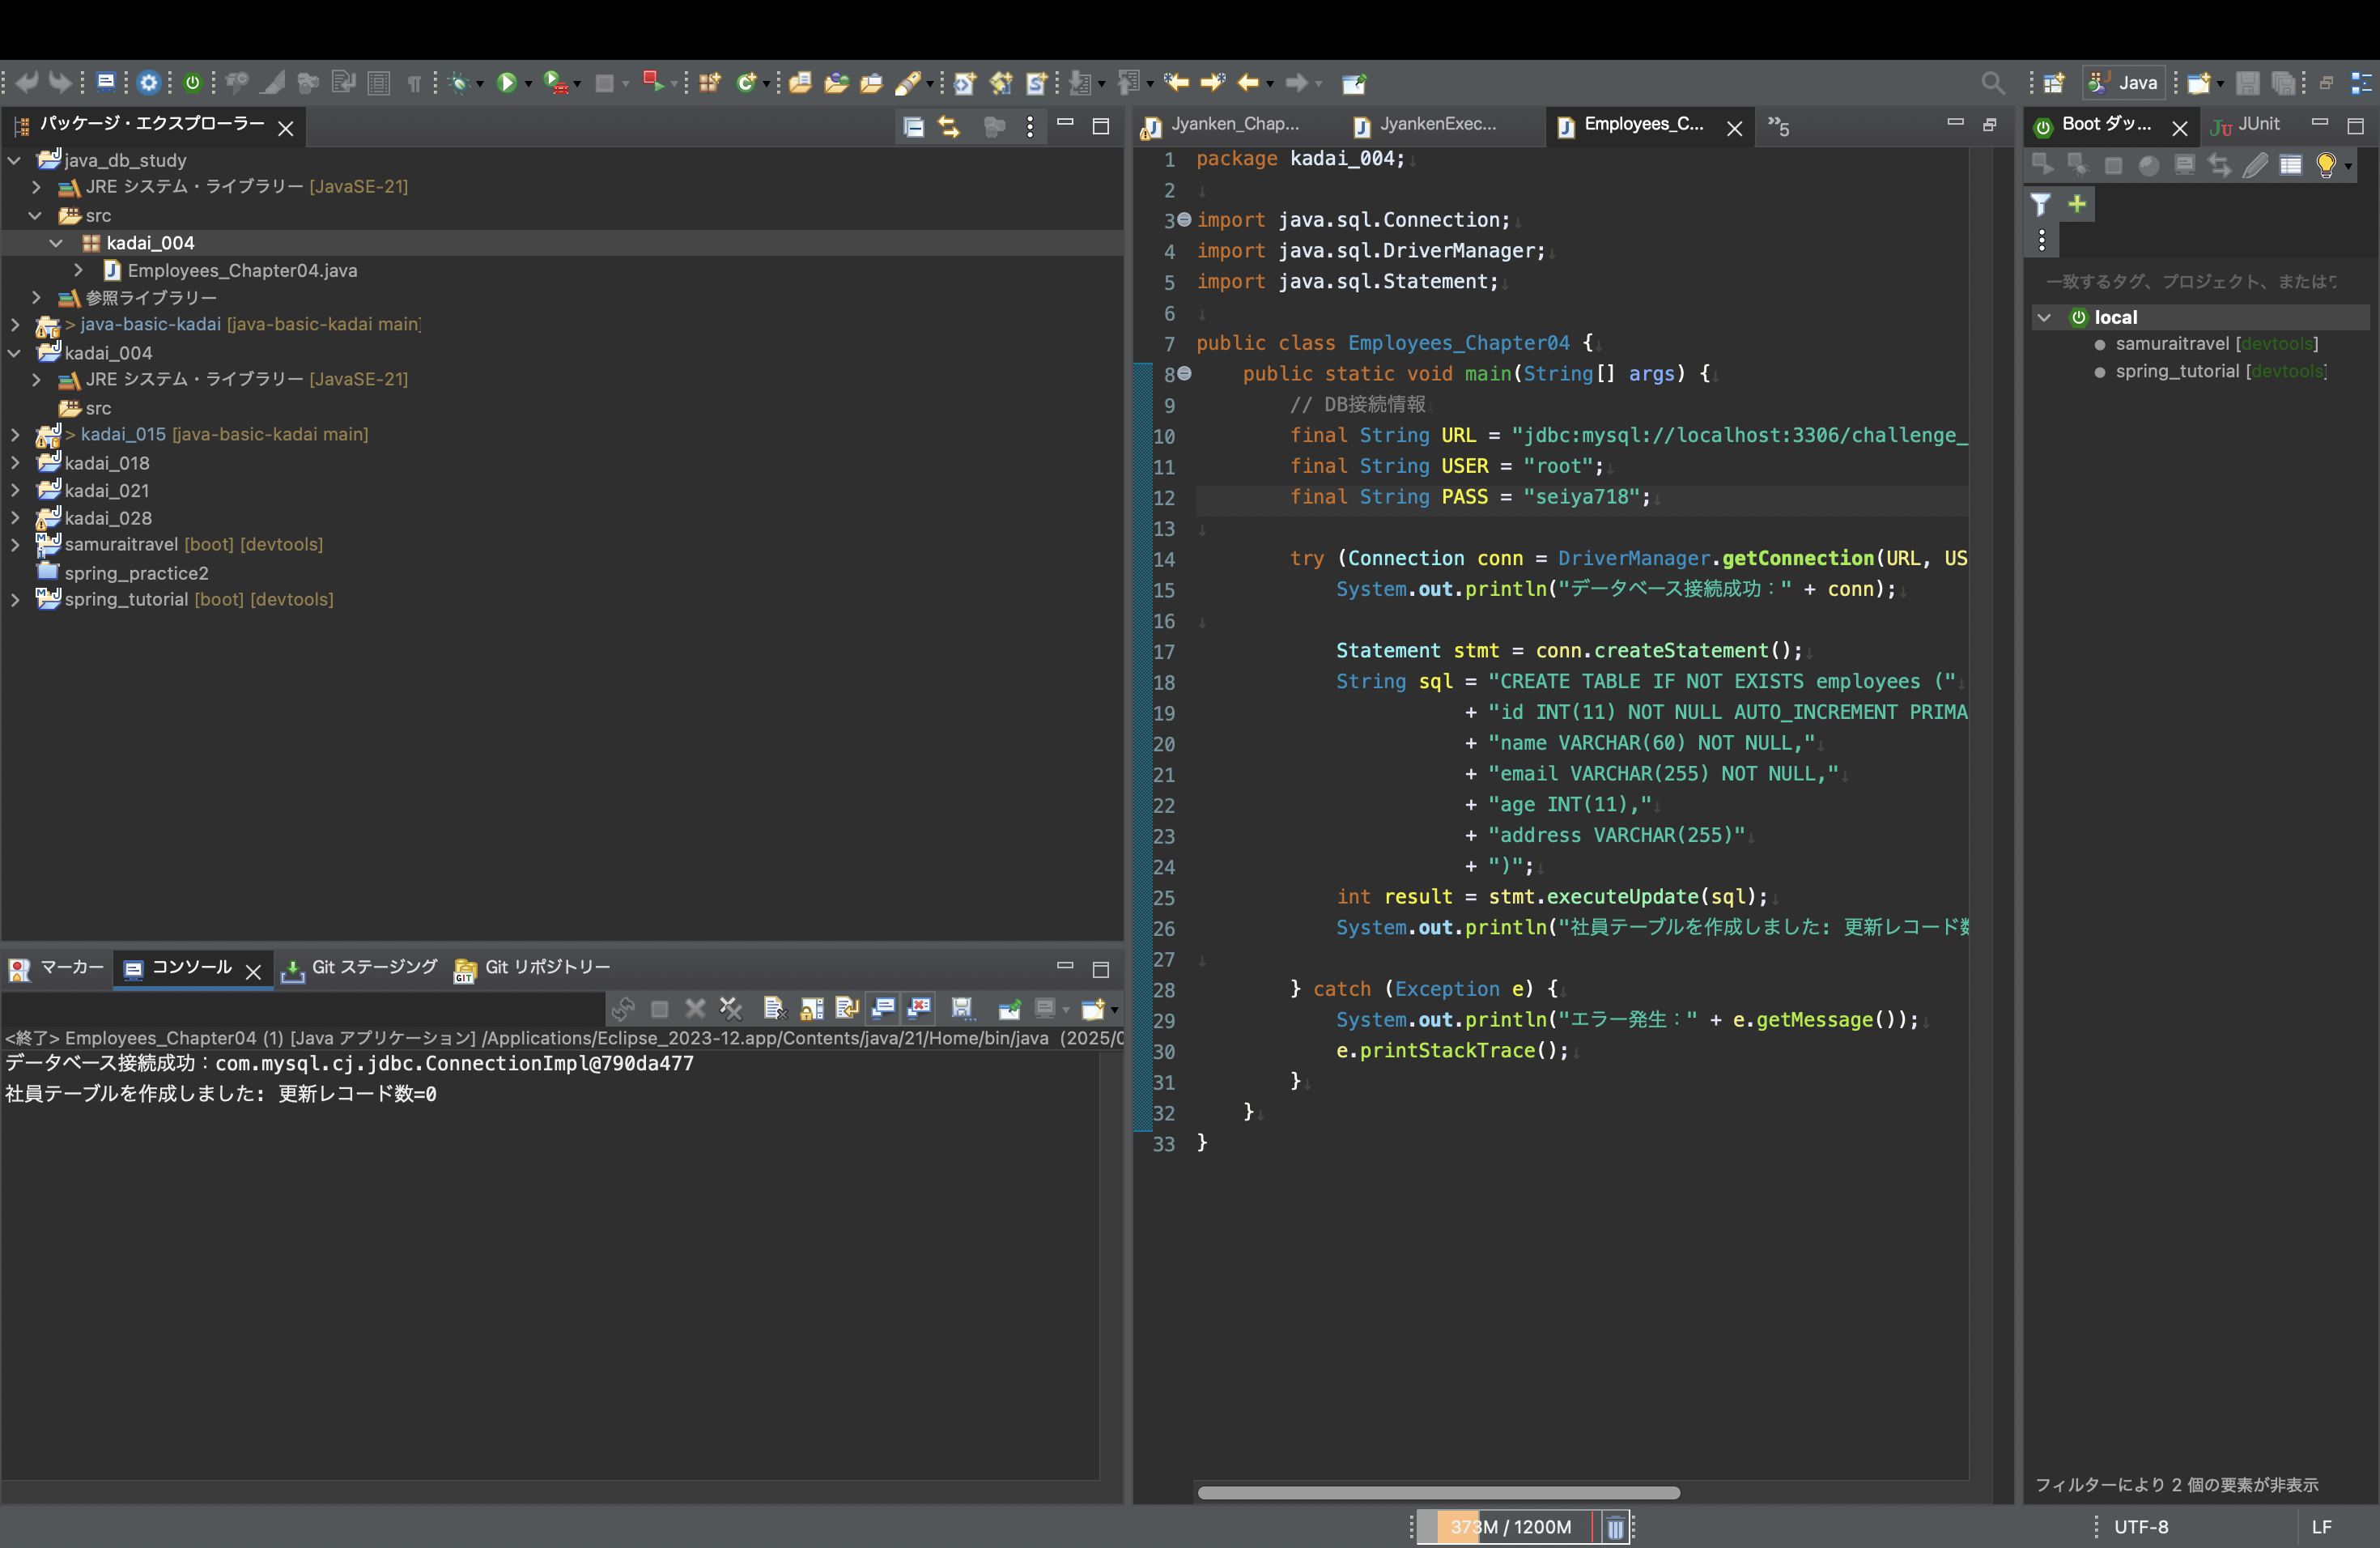 Java
パッケージ・エクスプローラー
java_db_study
JRE システム・ライブラリー [JavaSE-21]
src
kadai_004
Employees_Chapter04.java
参照ライブラリー
> java-basic-kadai [java-basic-kadai main]
kadai_004
JRE システム・ライブラリー [JavaSE-21]
src
> kadai_015 [java-basic-kadai main]
kadai_018
kadai_021
kadai_028
samuraitravel [boot] [devtools]
spring_practice2
spring_tutorial [boot] [devtools]
マーカー
コンソール
Git ステージング
Git リポジトリー
<終了> Employees_Chapter04 (1) [Java アプリケーション] /Applications/Eclipse_2023-12.app/Contents/java/21/Home/bin/java (2025/0
データベース接続成功：com.mysql.cj.jdbc.ConnectionImpl@790da477
社員テーブルを作成しました: 更新レコード数=0
Jyanken_Chap...
JyankenExec...
Employees_C...
»5
1 package kadai_004;
2
3 import java.sql.Connection;
4 import java.sql.DriverManager;
5 import java.sql.Statement;
6
7 public class Employees_Chapter04 {
8 public static void main(String[] args) {
9 // DB接続情報
10 final String URL = "jdbc:mysql://localhost:3306/challenge_
11 final String USER = "root";
12 final String PASS = "seiya718";
13
14 try (Connection conn = DriverManager.getConnection(URL, US
15 System.out.println("データベース接続成功：" + conn);
16
17 Statement stmt = conn.createStatement();
18 String sql = "CREATE TABLE IF NOT EXISTS employees ("
19 + "id INT(11) NOT NULL AUTO_INCREMENT PRIMA
20 + "name VARCHAR(60) NOT NULL,"
21 + "email VARCHAR(255) NOT NULL,"
22 + "age INT(11),"
23 + "address VARCHAR(255)"
24 + ")";
25 int result = stmt.executeUpdate(sql);
26 System.out.println("社員テーブルを作成しました: 更新レコード数
27
28 } catch (Exception e) {
29 System.out.println("エラー発生：" + e.getMessage());
30 e.printStackTrace();
31 }
32 }
33 }
Boot ダッ...
JUnit
一致するタグ、プロジェクト、または
local
samuraitravel [devtools]
spring_tutorial [devtools]
フィルターにより 2 個の要素が非表示
373M / 1200M
UTF-8
LF